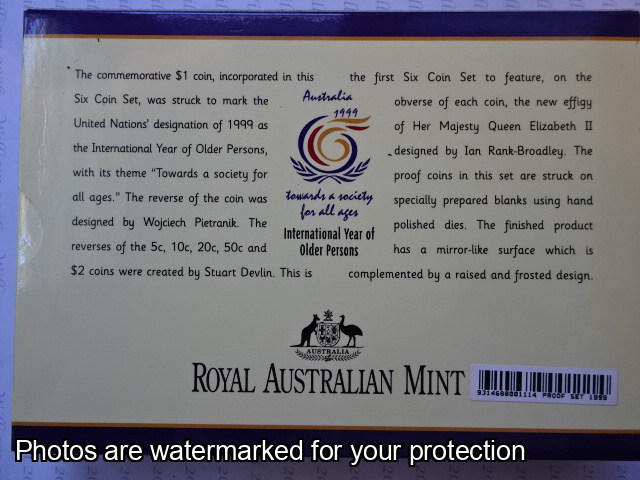 The commemorative $1 coin, incorporated in this
Six Coin Set, was struck to mark the
United Nations' designation of 1999 as
the International Year of Older Persons,
with its theme "Towards a society for
all ages." The reverse of the coin was
designed by Wojciech Pietranik. The
reverses of the 5c, 10c, 20c, 50c and
$2 coins were created by Stuart Devlin. This is
Australia
1999
towards a society
for all ages
International Year of
Older Persons
the first Six Coin Set to feature, on the
obverse of each coin, the new effigy
of Her Majesty Queen Elizabeth II
designed by Ian Rank-Broadley. The
proof coins in this set are struck on
specially prepared blanks using hand
polished dies. The finished product
has a mirror-like surface which is
complemented by a raised and frosted design.
AUSTRALIA
ROYAL AUSTRALIAN MINT
9J14698001114 PROOF SET 1999
Photos are watermarked for your protection